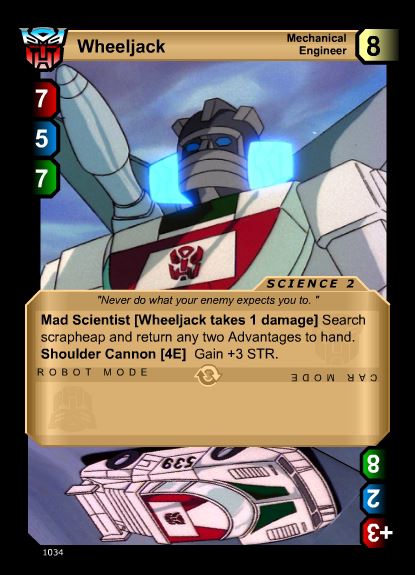 Wheeljack
Mechanical
Engineer
8
7
5
7
SCIENCE 2
"Never do what your enemy expects you to. "
Mad Scientist [Wheeljack takes 1 damage] Search
scrapheap and return any two Advantages to hand.
Shoulder Cannon [4E] Gain +3 STR.
ROBOT MODE
CAR MODE
539
8
2
+3
1034